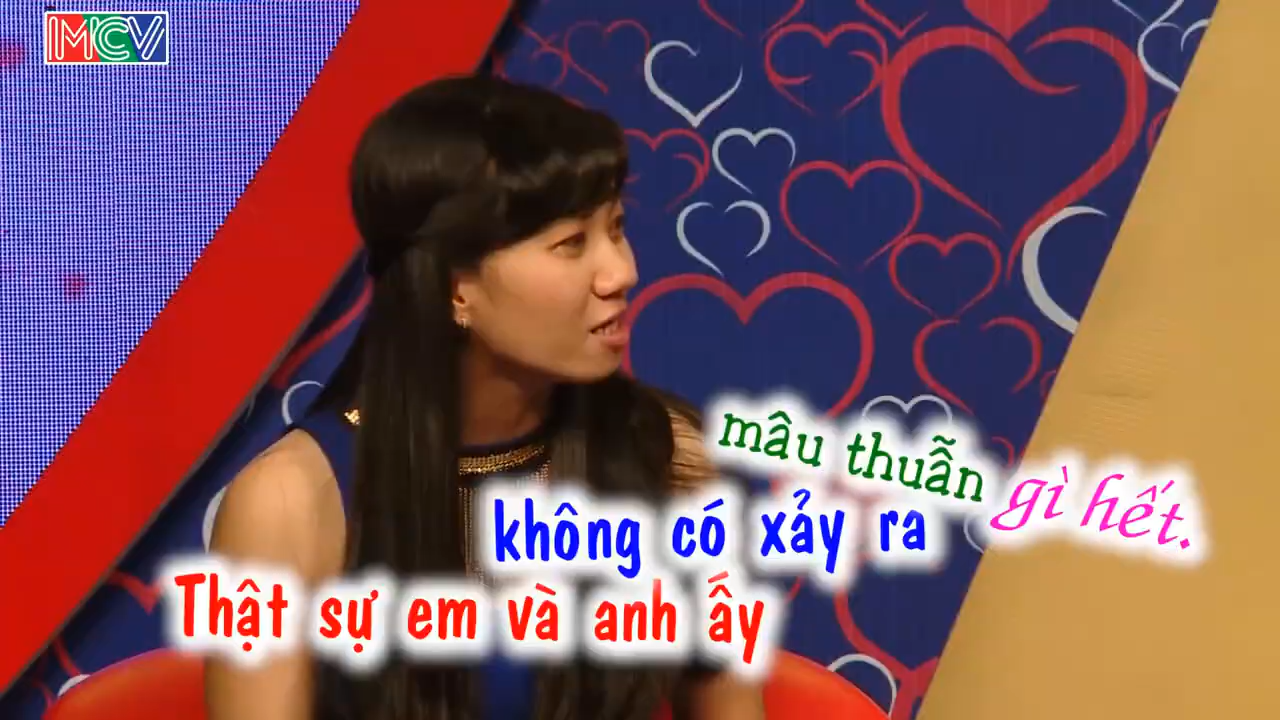 MCV
Thật sự em và anh ấy
không có xảy ra
mâu thuẫn
gì hết.